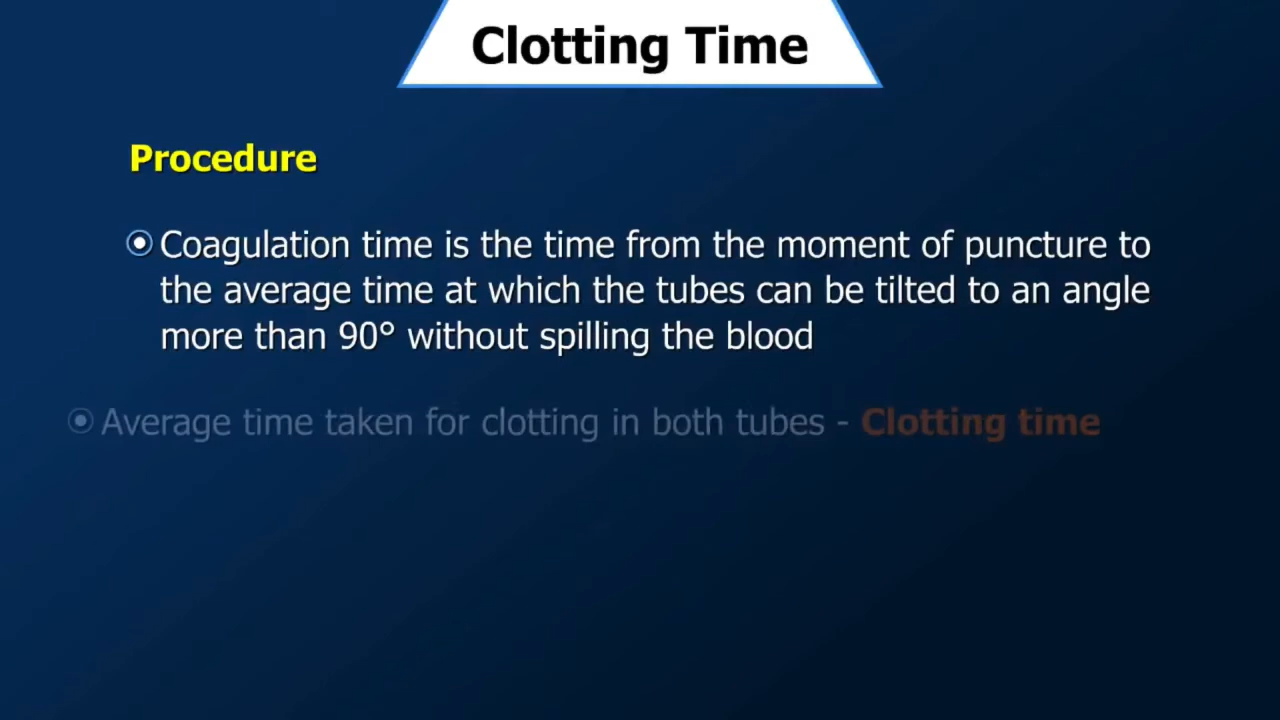 Clotting Time
Procedure
Coagulation time is the time from the moment of puncture to
the average time at which the tubes can be tilted to an angle
more than 90° without spilling the blood
Average time taken for clotting in both tubes - Clotting time